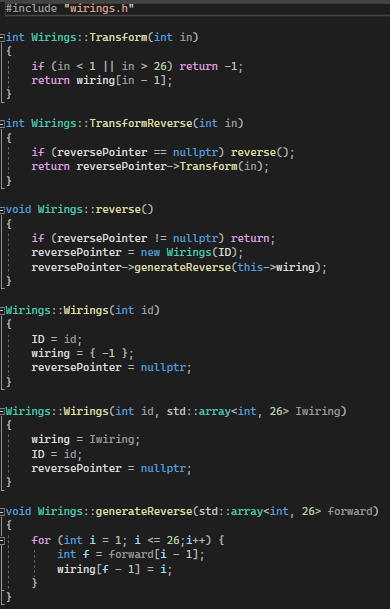 #include "wirings.h"
int Wirings::Transform(int in)
{
if (in < 1 || in > 26) return -1;
return wiring[in - 1];
}
int Wirings::TransformReverse(int in)
{
if (reversePointer == nullptr) reverse();
return reversePointer->Transform(in);
}
void Wirings::reverse()
{
if (reversePointer != nullptr) return;
reversePointer = new Wirings(ID);
reversePointer->generateReverse(this->wiring);
}
Wirings::Wirings(int id)
{
ID = id;
wiring = { -1 };
reversePointer = nullptr;
}
Wirings::Wirings(int id, std::array<int, 26> Iwiring)
{
wiring = Iwiring;
ID = id;
reversePointer = nullptr;
}
void Wirings::generateReverse(std::array<int, 26> forward)
{
for (int i = 1; i <= 26;i++) {
int f = forward[i - 1];
wiring[f - 1] = i;
}
}